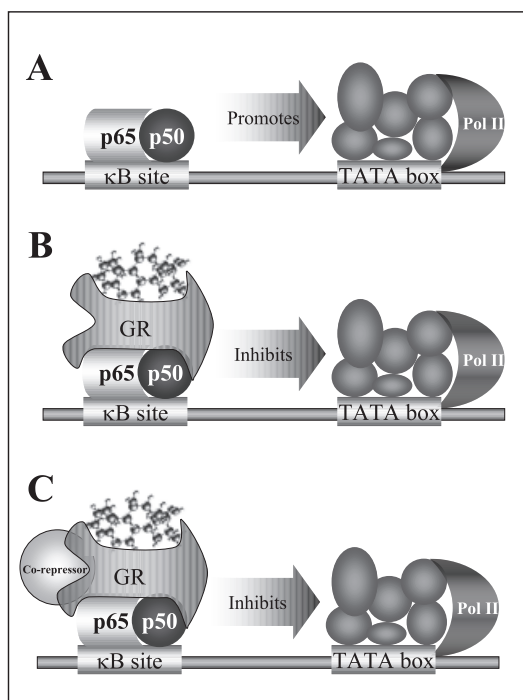 A
p65 p50
Promotes
Pol II
κB site
TATA box
B
GR
p65 p50
Inhibits
Pol II
κB site
TATA box
C
Co-repressor
GR
p65 p50
Inhibits
Pol II
κB site
TATA box